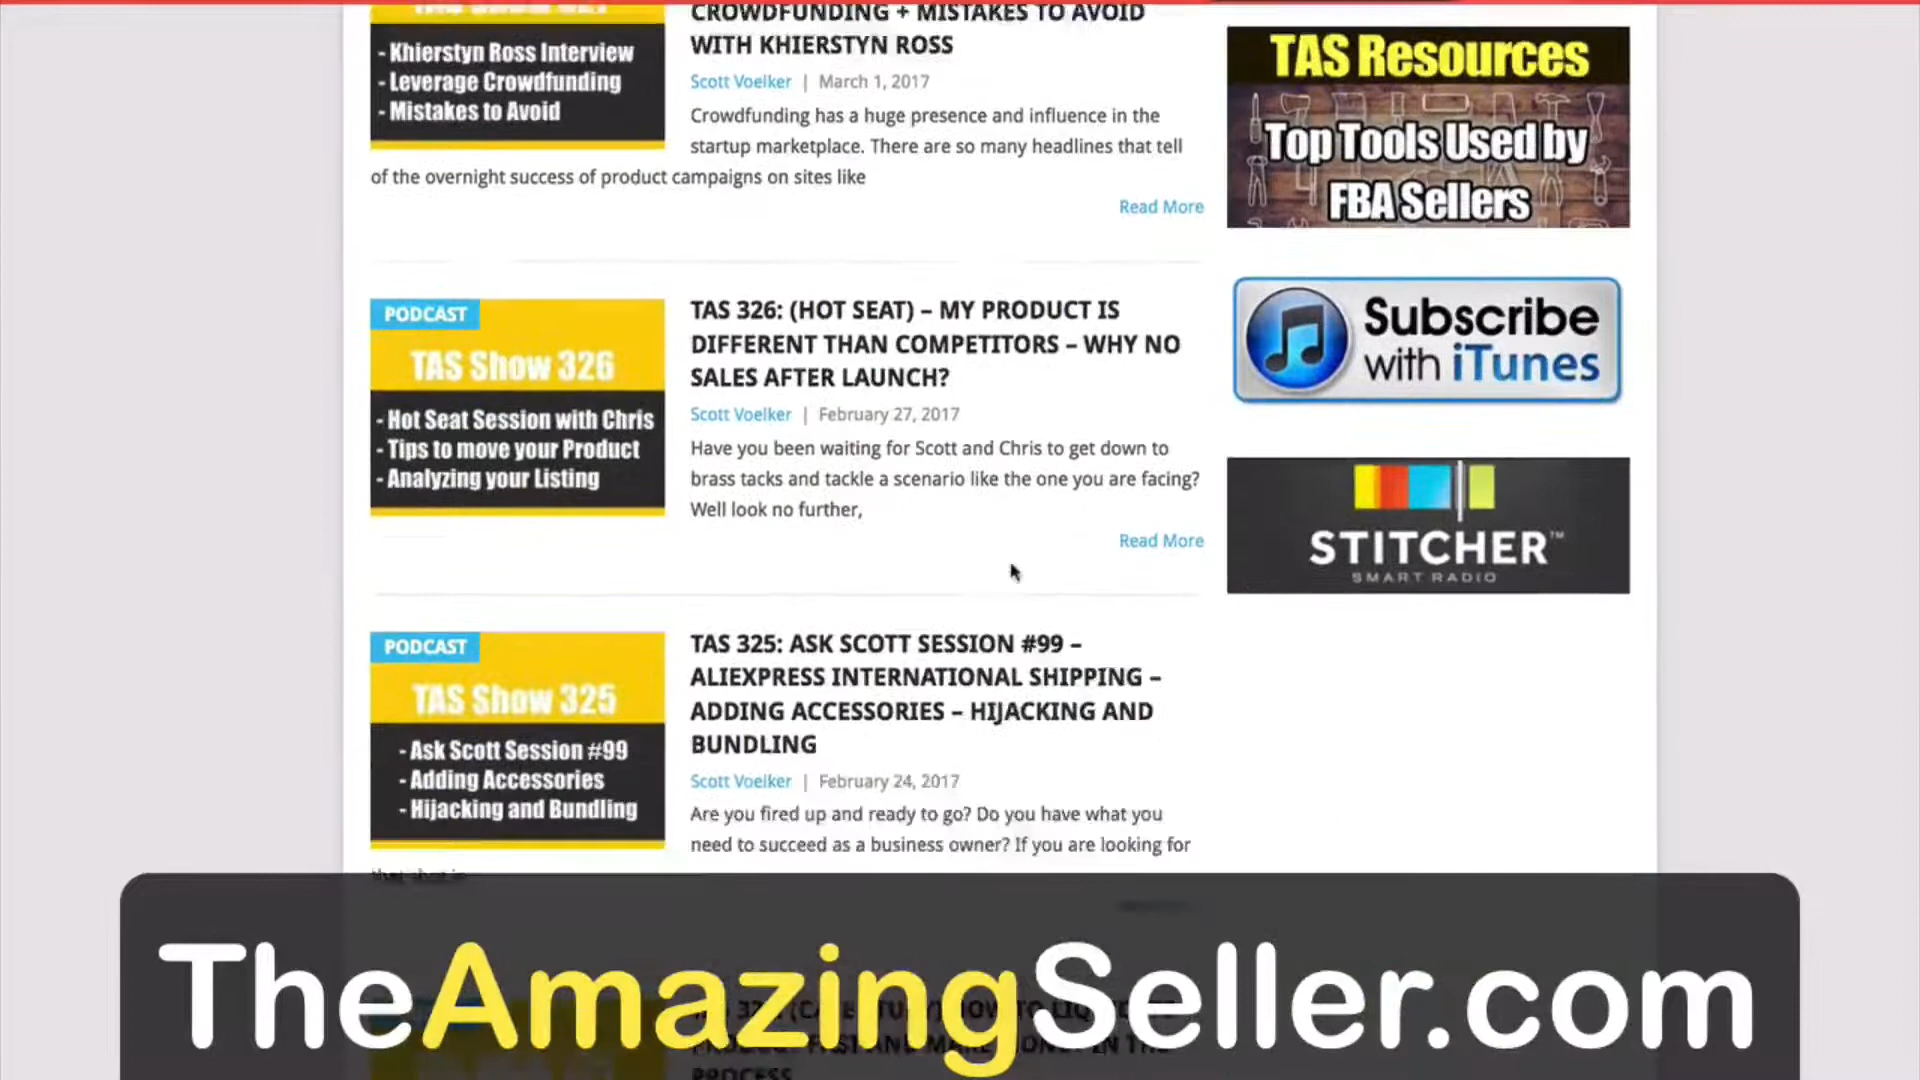 CROWDFUNDING + MISTAKES TO AVOID
WITH KHIERSTYN ROSS
- Khierstyn Ross Interview
- Leverage Crowdfunding
- Mistakes to Avoid
Scott Voelker | March 1, 2017
Crowdfunding has a huge presence and influence in the
startup marketplace. There are so many headlines that tell
of the overnight success of product campaigns on sites like
Read More
PODCAST
TAS Show 326
- Hot Seat Session with Chris
- Tips to move your Product
- Analyzing your Listing
TAS 326: (HOT SEAT) – MY PRODUCT IS
DIFFERENT THAN COMPETITORS – WHY NO
SALES AFTER LAUNCH?
Scott Voelker | February 27, 2017
Have you been waiting for Scott and Chris to get down to
brass tacks and tackle a scenario like the one you are facing?
Well look no further,
Read More
PODCAST
TAS Show 325
- Ask Scott Session #99
- Adding Accessories
- Hijacking and Bundling
TAS 325: ASK SCOTT SESSION #99 –
ALIEXPRESS INTERNATIONAL SHIPPING –
ADDING ACCESSORIES – HIJACKING AND
BUNDLING
Scott Voelker | February 24, 2017
Are you fired up and ready to go? Do you have what you
need to succeed as a business owner? If you are looking for
TAS Resources
Top Tools Used by
FBA Sellers
Subscribe
with iTunes
STITCHER™
SMART RADIO
TheAmazingSeller.com
PROCESS